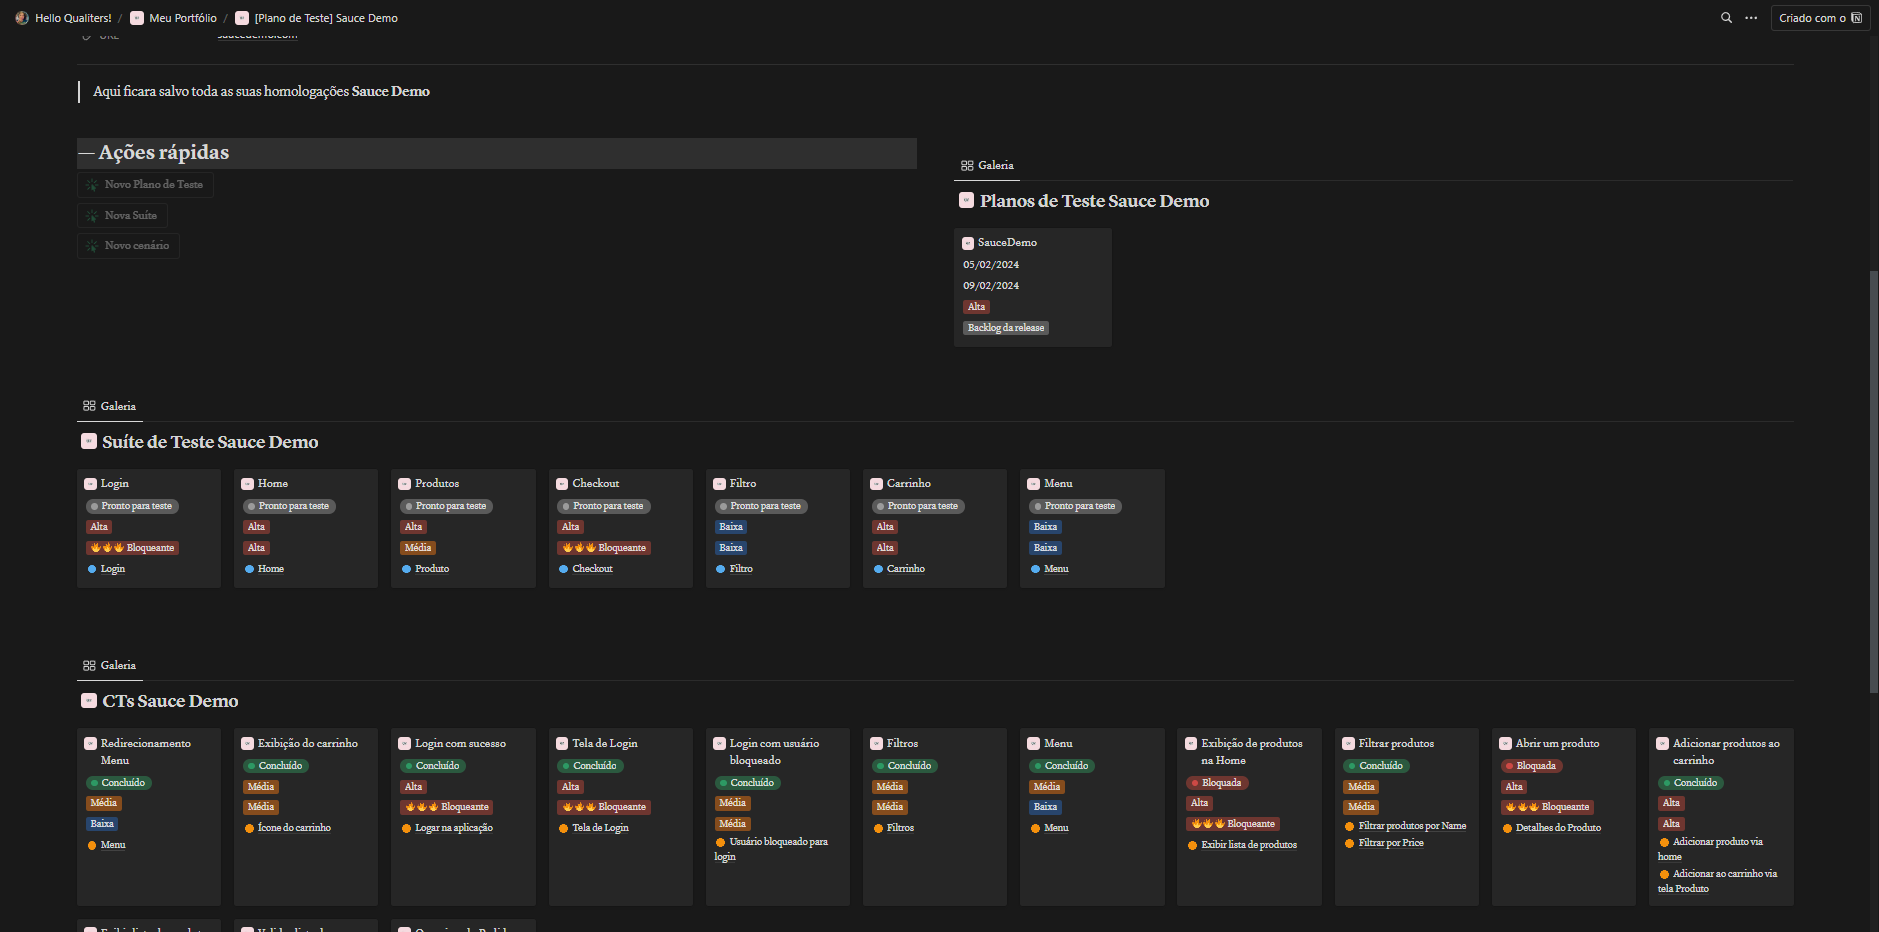 Hello Qualiters! / Meu Portfólio / [Plano de Teste] Sauce Demo
Criado com o
URL
saucedemo.com
Aqui ficara salvo toda as suas homologações Sauce Demo
— Ações rápidas
Novo Plano de Teste
Nova Suíte
Novo cenário
Galeria
Planos de Teste Sauce Demo
SauceDemo
05/02/2024
09/02/2024
Alta
Backlog da release
Galeria
Suíte de Teste Sauce Demo
Login
Pronto para teste
Alta
🔥🔥🔥 Bloqueante
Login
Home
Pronto para teste
Alta
Alta
Home
Produtos
Pronto para teste
Alta
Média
Produto
Checkout
Pronto para teste
Alta
🔥🔥🔥 Bloqueante
Checkout
Filtro
Pronto para teste
Baixa
Baixa
Filtro
Carrinho
Pronto para teste
Alta
Alta
Carrinho
Menu
Pronto para teste
Baixa
Baixa
Menu
Galeria
CTs Sauce Demo
Redirecionamento
Menu
Concluído
Média
Baixa
Menu
Exibição do carrinho
Concluído
Média
Média
Ícone do carrinho
Login com sucesso
Concluído
Alta
🔥🔥🔥 Bloqueante
Logar na aplicação
Tela de Login
Concluído
Alta
🔥🔥🔥 Bloqueante
Tela de Login
Login com usuário
bloqueado
Concluído
Média
Média
Usuário bloqueado para
login
Filtros
Concluído
Média
Média
Filtros
Menu
Concluído
Média
Baixa
Menu
Exibição de produtos
na Home
Bloquada
Alta
🔥🔥🔥 Bloqueante
Exibir lista de produtos
Filtrar produtos
Concluído
Média
Média
Filtrar produtos por Name
Filtrar por Price
Abrir um produto
Bloquada
Alta
🔥🔥🔥 Bloqueante
Detalhes do Produto
Adicionar produtos ao
carrinho
Concluído
Alta
Alta
Adicionar produto via
home
Adicionar ao carrinho via
tela Produto